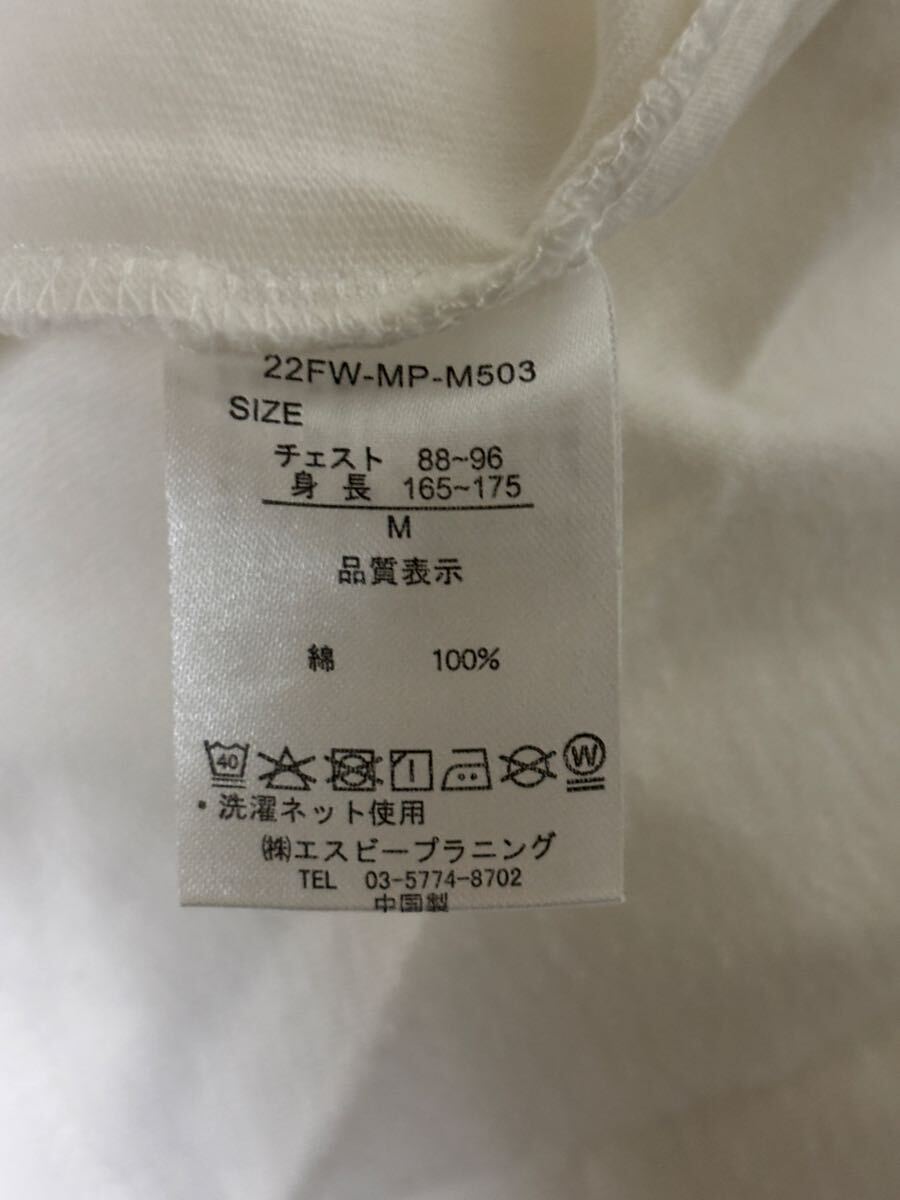 22FW-MP-M503
SIZE
チェスト 88~96
身長 165~175
M
品質表示
綿 100%
40 W
・洗濯ネット使用
㈱エスビープラニング
TEL 03-5774-8702
中国製